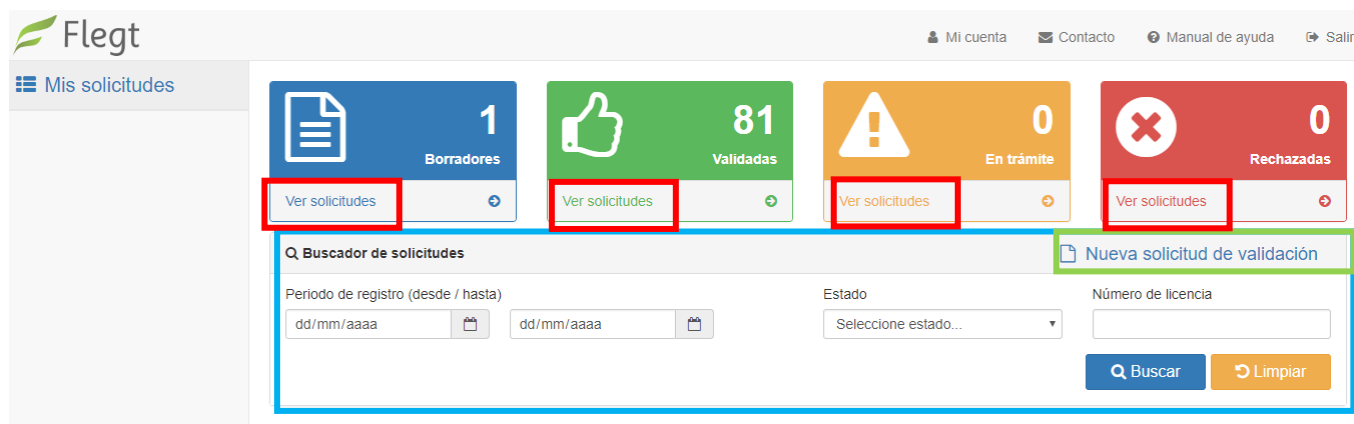 Flegt
Mi cuenta Contacto Manual de ayuda Salir
Mis solicitudes
1 81 0 0
Borradores Validadas En trámite Rechazadas
Ver solicitudes Ver solicitudes Ver solicitudes Ver solicitudes
Buscador de solicitudes Nueva solicitud de validación
Periodo de registro (desde / hasta) Estado Número de licencia
dd/mm/aaaa dd/mm/aaaa Seleccione estado...
Buscar Limpiar